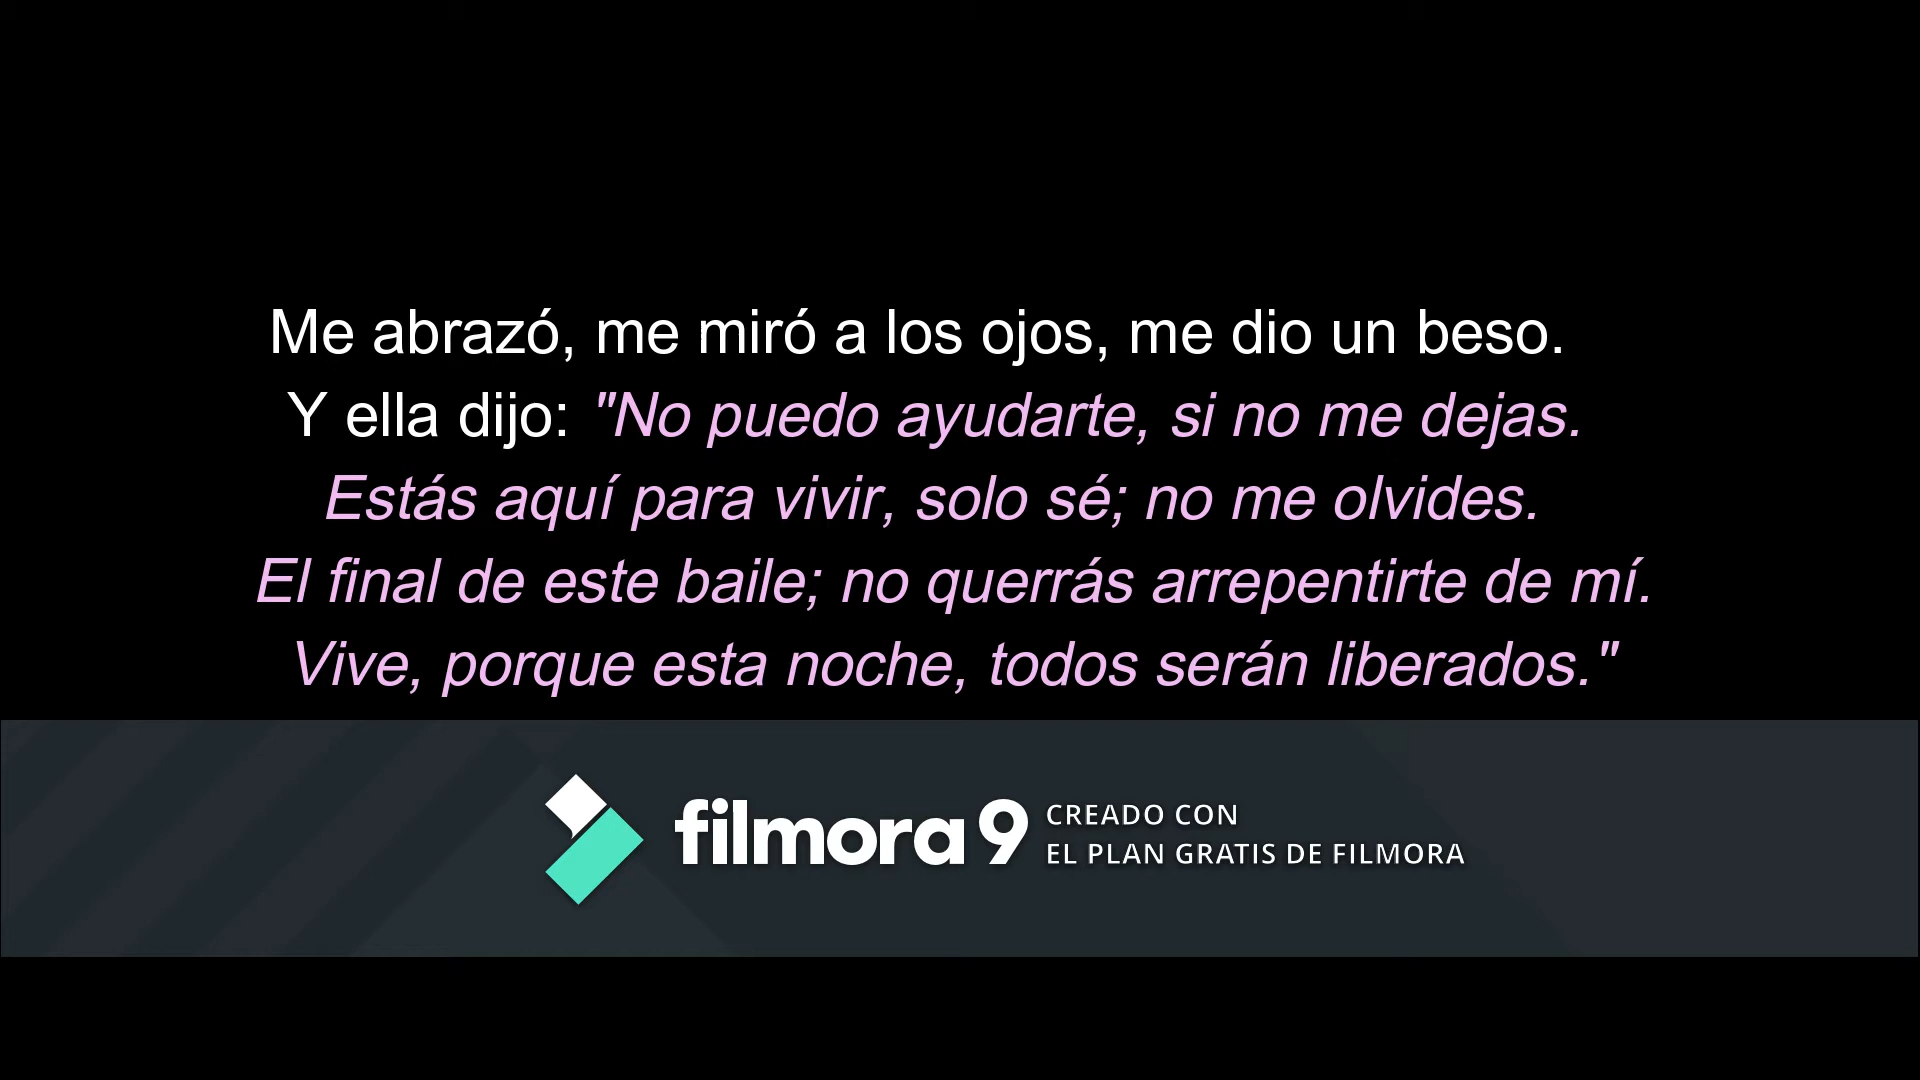 Me abrazó, me miró a los ojos, me dio un beso.
Y ella dijo: "No puedo ayudarte, si no me dejas.
Estás aquí para vivir, solo sé; no me olvides.
El final de este baile; no querrás arrepentirte de mí.
Vive, porque esta noche, todos serán liberados."
filmora 9
CREADO CON
EL PLAN GRATIS DE FILMORA